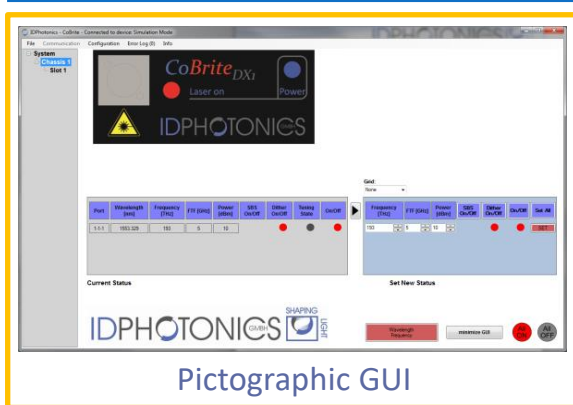 IDPhotonics - CoBrite - Connected to device: Simulation Mode
File Communication Configuration Error Log (0) Info
System
Chassis 1
Slot 1
CoBrite DX1
Laser on
Power
IDPHOTONICS GMBH
Grid:
None
Port Wavelength [nm] Frequency [THz] FTF [GHz] Power [dBm] SBS On/Off Dither On/Off Tuning State On/Off
Frequency [THz] FTF [GHz] Power [dBm] SBS On/Off Dither On/Off On/Off Set All
1-1-1 1553.329 193 5 10
193 5 10 SET
Current Status
Set New Status
IDPHOTONICS GMBH SHAPING LIGHT
Wavelength
Frequency
minimize GUI
All ON
All OFF
Pictographic GUI